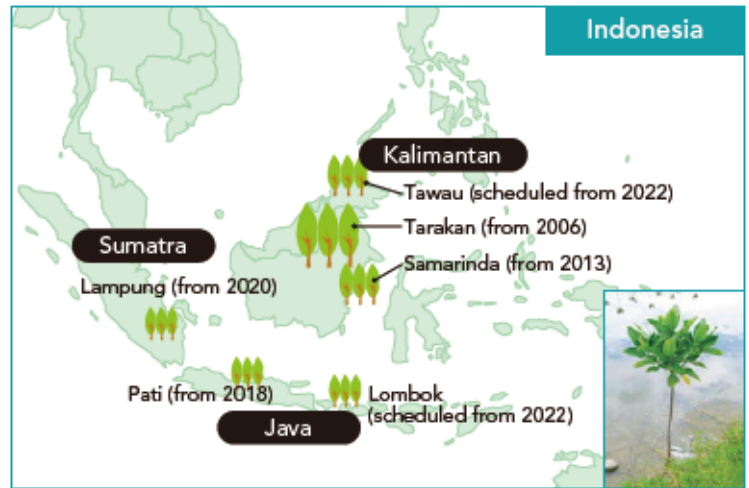 Indonesia
Kalimantan
Tawau (scheduled from 2022)
Tarakan (from 2006)
Sumatra
Samarinda (from 2013)
Lampung (from 2020)
Pati (from 2018)
Lombok
(scheduled from 2022)
Java